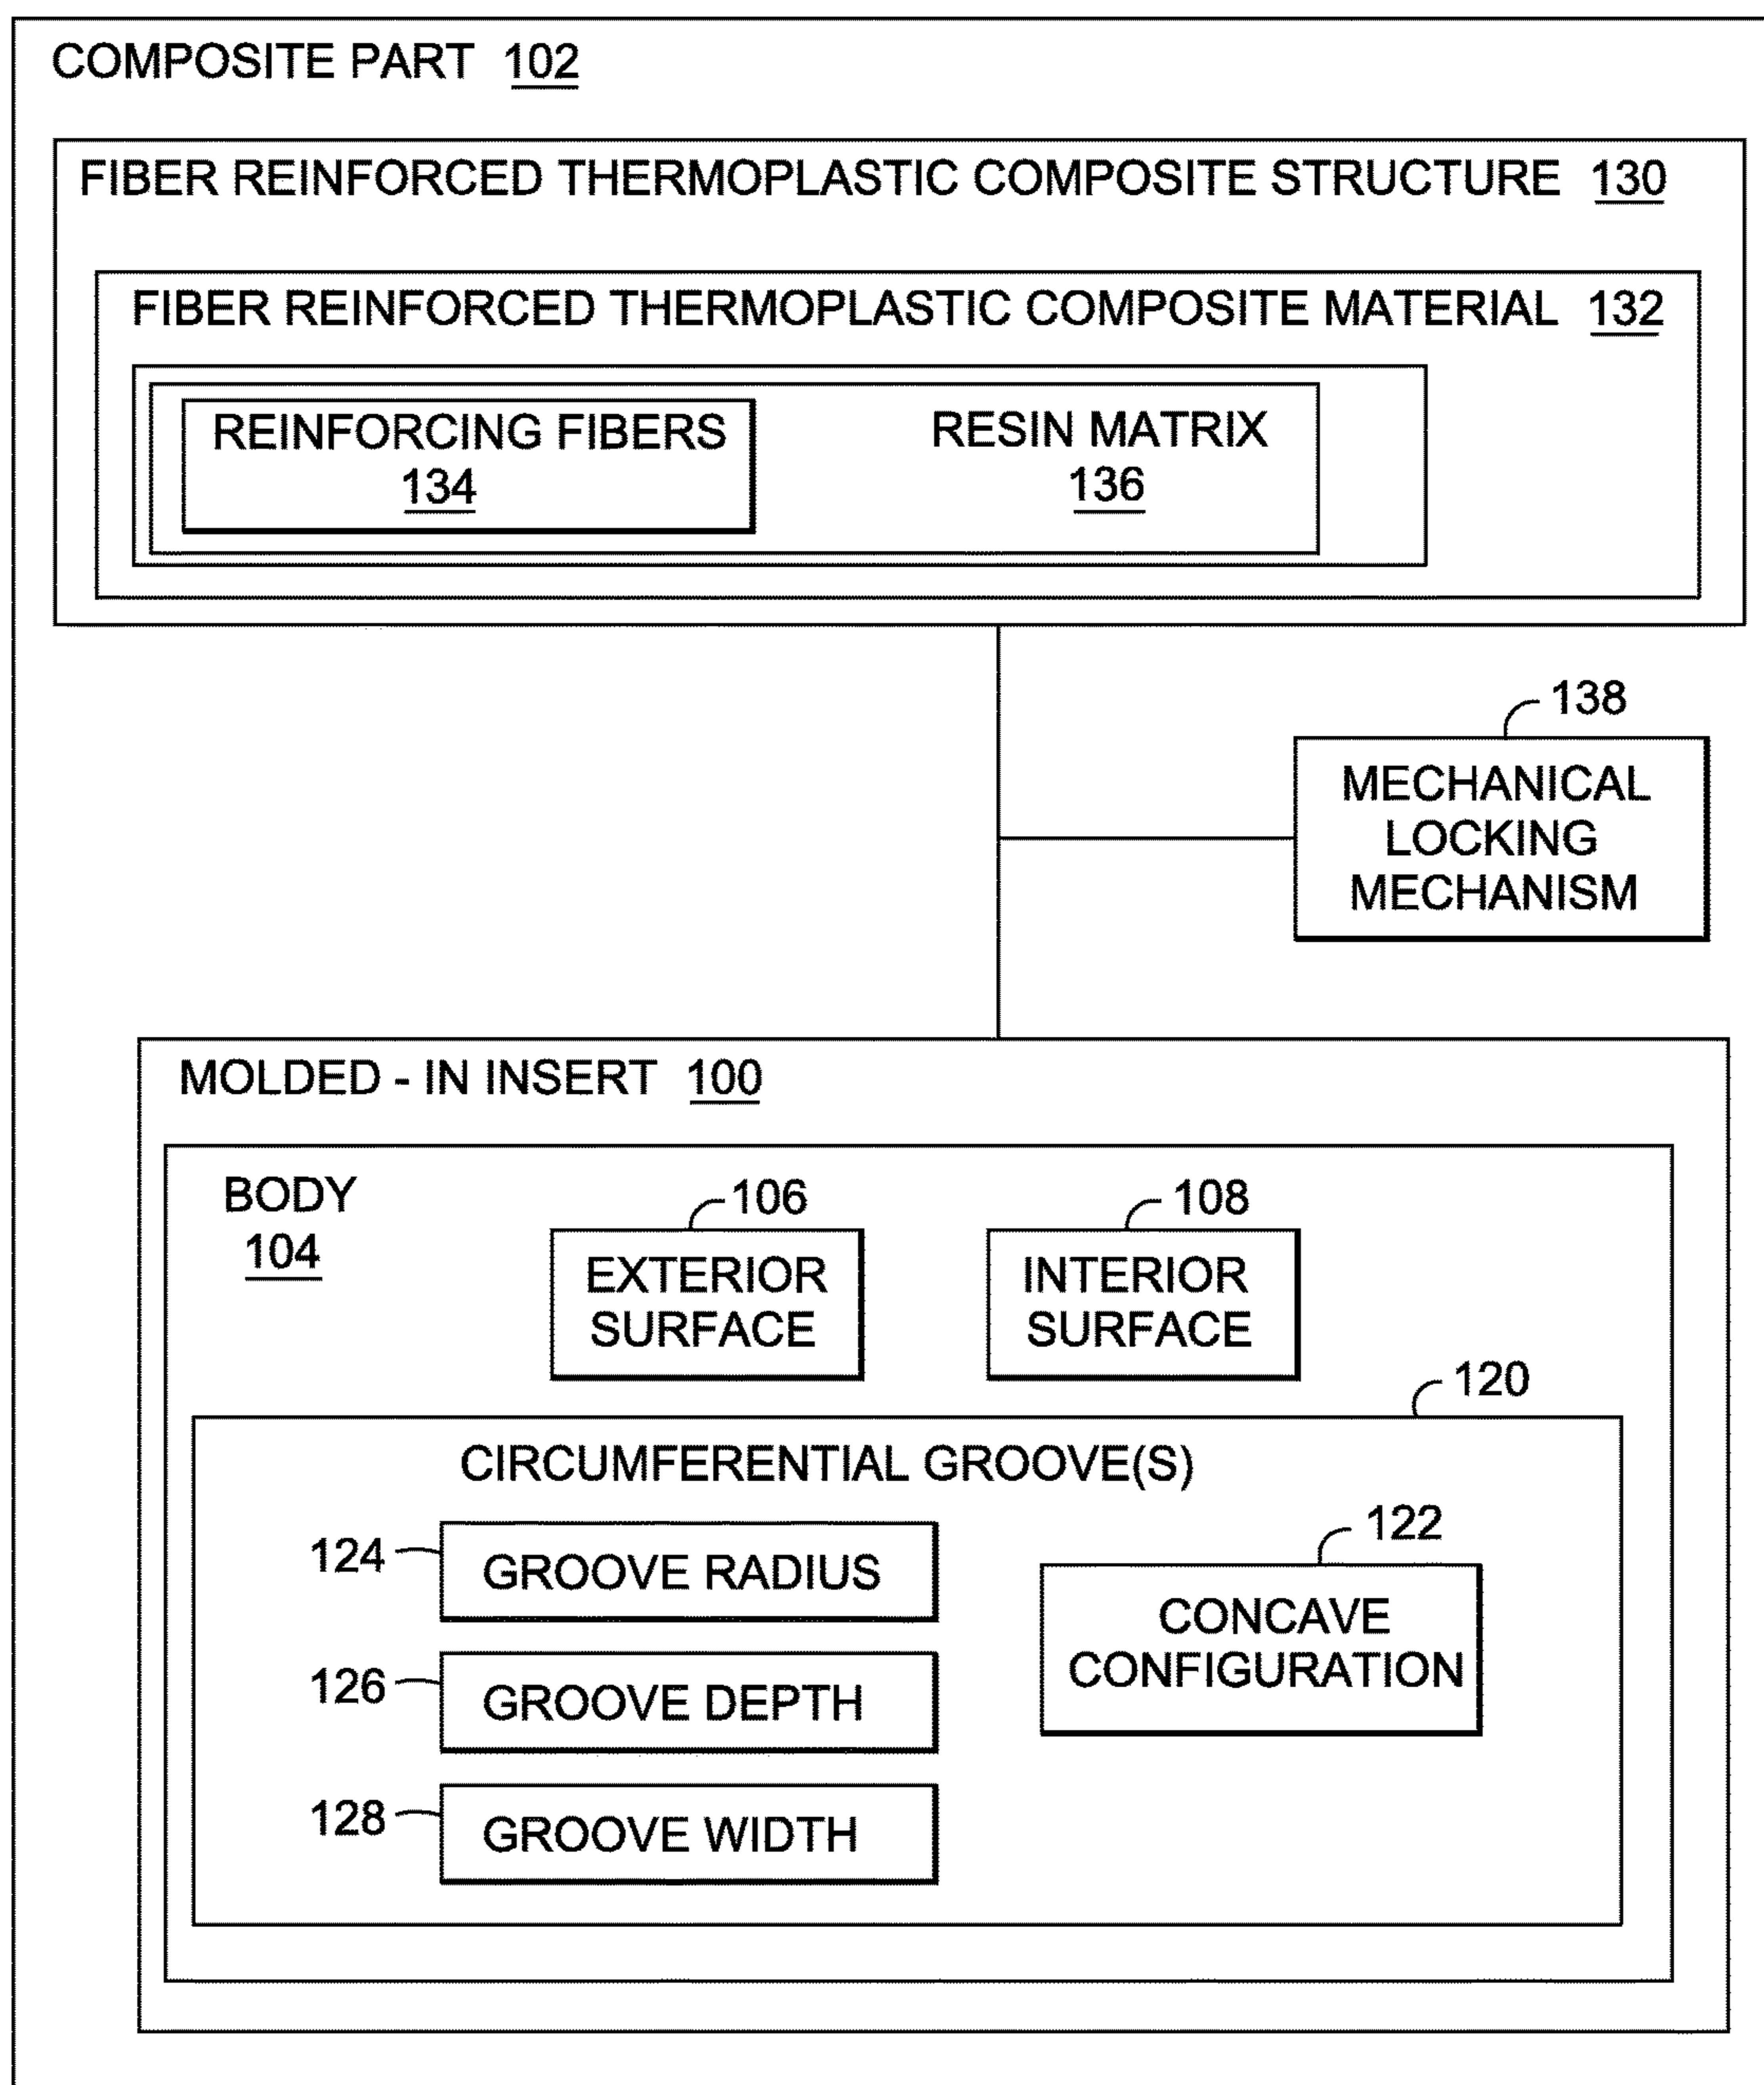 COMPOSITE PART 102
FIBER REINFORCED THERMOPLASTIC COMPOSITE STRUCTURE 130
FIBER REINFORCED THERMOPLASTIC COMPOSITE MATERIAL 132
REINFORCING FIBERS
134
RESIN MATRIX
136
138
MECHANICAL
LOCKING
MECHANISM
MOLDED - IN INSERT 100
BODY
104
106
EXTERIOR
SURFACE
108
INTERIOR
SURFACE
120
CIRCUMFERENTIAL GROOVE(S)
124
GROOVE RADIUS
126
GROOVE DEPTH
128
GROOVE WIDTH
122
CONCAVE
CONFIGURATION